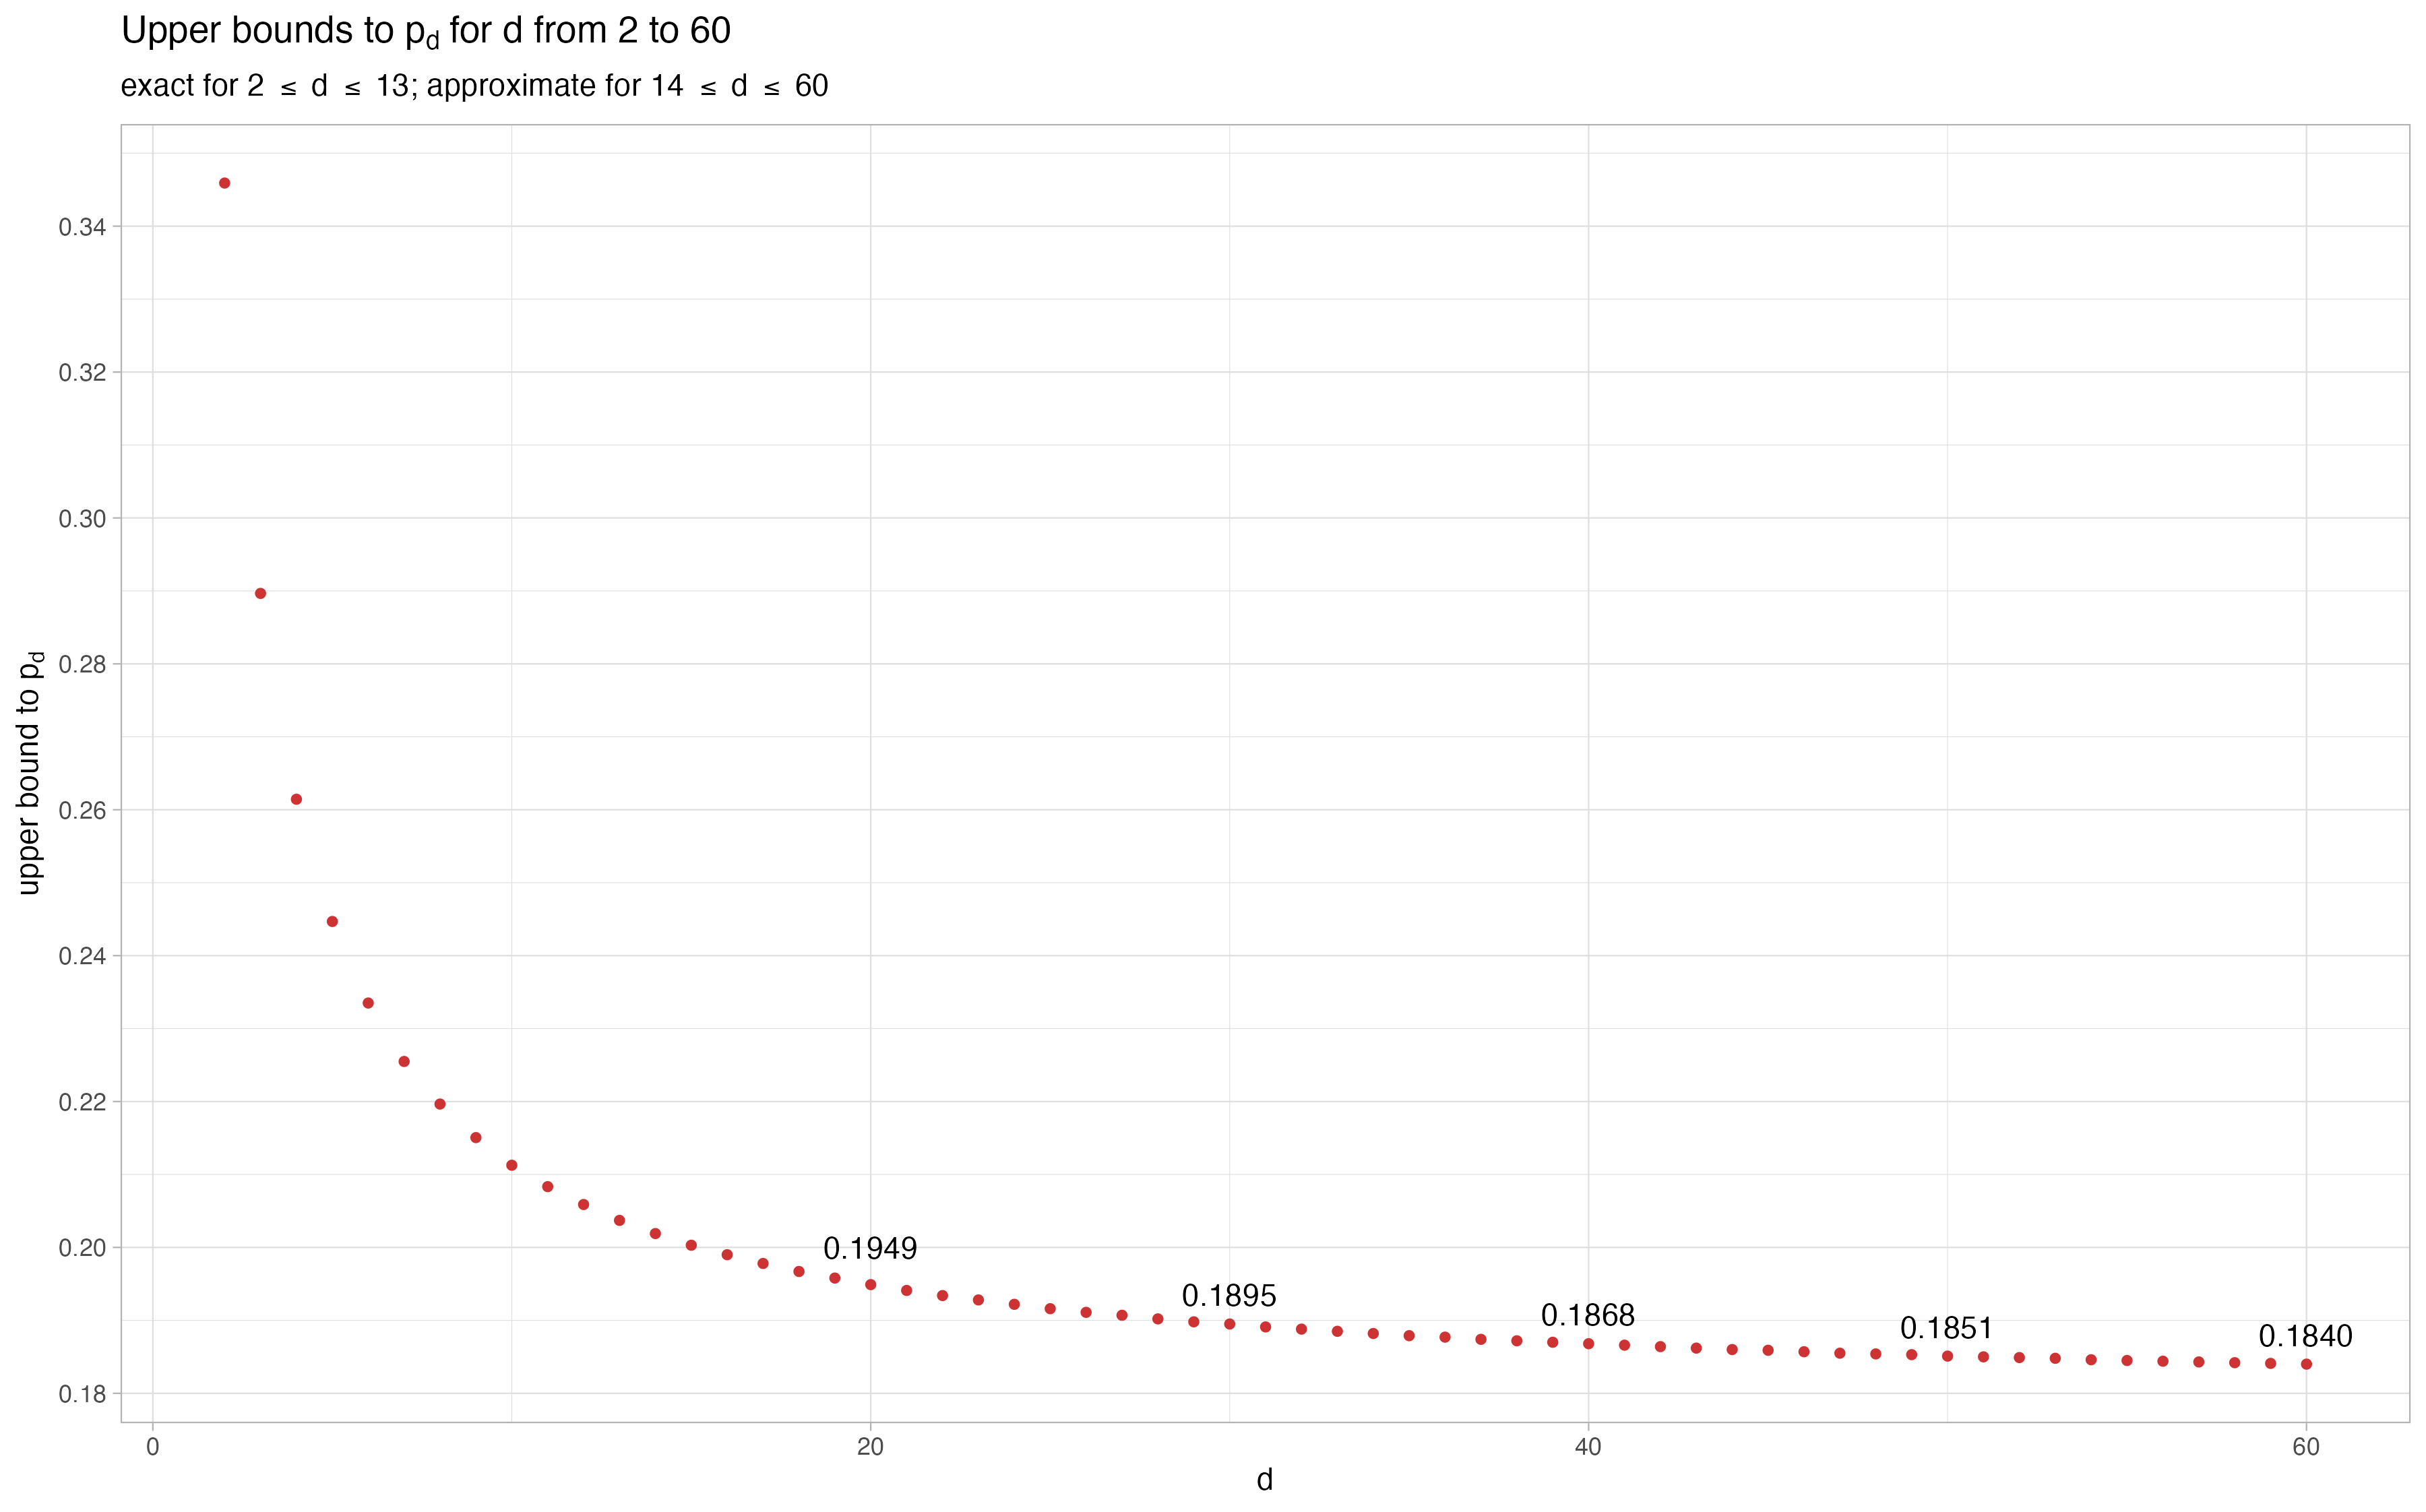 Upper bounds to p_d for d from 2 to 60
exact for 2 ≤ d ≤ 13; approximate for 14 ≤ d ≤ 60
upper bound to p_d
0.34
0.32
0.30
0.28
0.26
0.24
0.22
0.20
0.18
0.1949
0.1895
0.1868
0.1851
0.1840
0 20 40 60
d